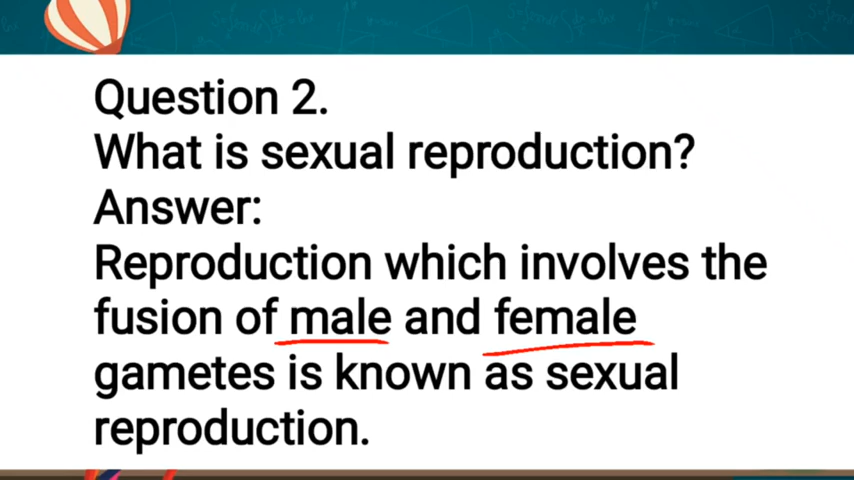 Question 2.
What is sexual reproduction?
Answer:
Reproduction which involves the
fusion of male and female
gametes is known as sexual
reproduction.